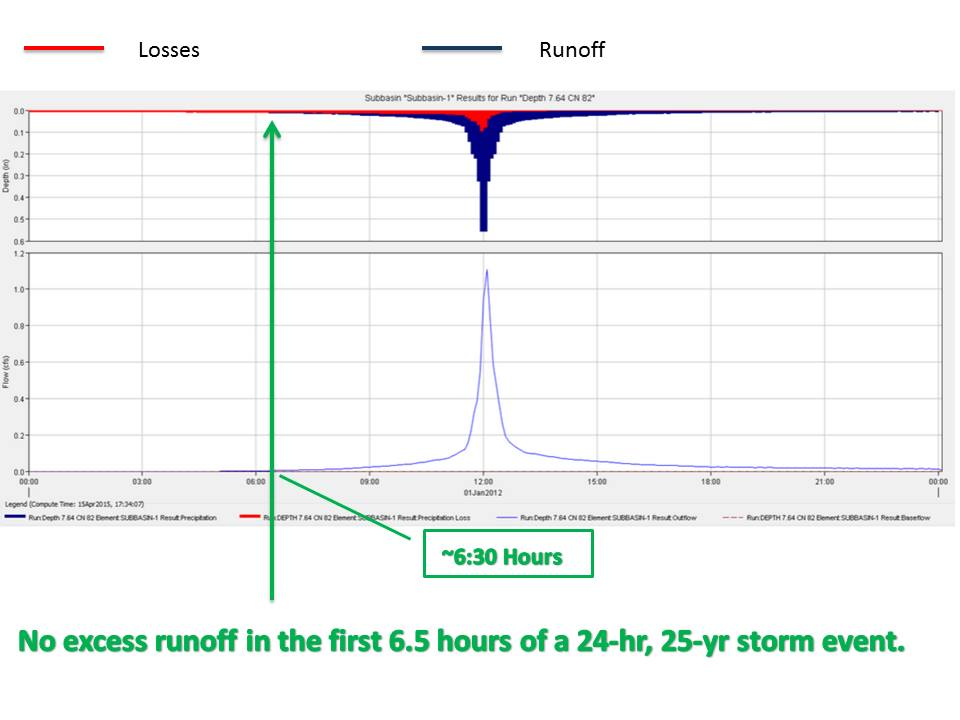 Losses
Runoff
Subbasin "Subbasin-1" Results for Run "Depth 7.64 CN 82"
0.0
0.1
0.2
0.3
0.4
0.5
0.6
Depth (in)
1.2
1.0
0.8
0.6
0.4
0.2
0.0
Flow (cfs)
00:00 03:00 06:00 09:00 12:00 15:00 18:00 21:00 00:00
01Jan2012
Legend (Compute Time: 15Apr2015, 17:34:07)
Run:Depth 7.64 CN 82 Element:SUBBASIN-1 Result:Precipitation
Run:DEPTH 7.64 CN 82 Element:SUBBASIN-1 Result:Precipitation Loss
Run:Depth 7.64 CN 82 Element:SUBBASIN-1 Result:Outflow
Run:DEPTH 7.64 CN 82 Element:SUBBASIN-1 Result:Baseflow
~6:30 Hours
No excess runoff in the first 6.5 hours of a 24-hr, 25-yr storm event.